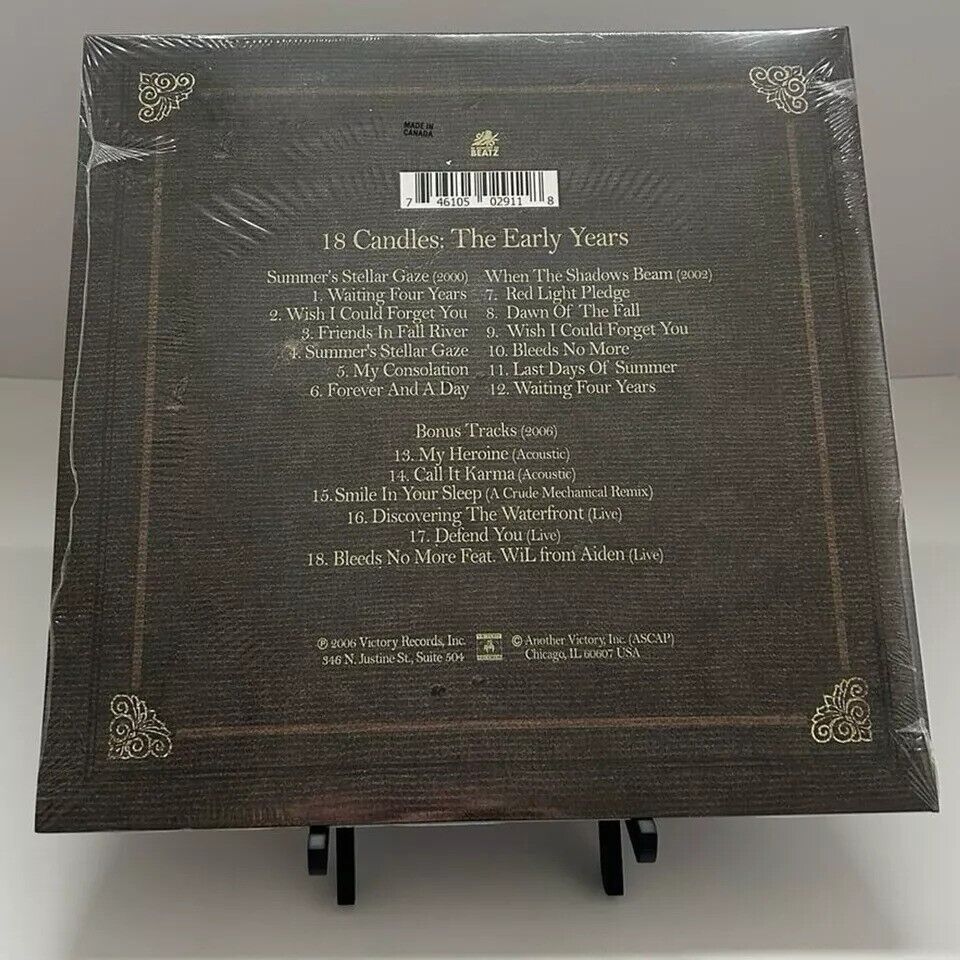 MADE IN
CANADA
BEATZ
7 46105 02911 8
18 Candles: The Early Years
Summer's Stellar Gaze (2000)
1. Waiting Four Years
2. Wish I Could Forget You
3. Friends In Fall River
4. Summer's Stellar Gaze
5. My Consolation
6. Forever And A Day
When The Shadows Beam (2002)
7. Red Light Pledge
8. Dawn Of The Fall
9. Wish I Could Forget You
10. Bleeds No More
11. Last Days Of Summer
12. Waiting Four Years
Bonus Tracks (2006)
13. My Heroine (Acoustic)
14. Call It Karma (Acoustic)
15. Smile In Your Sleep (A Crude Mechanical Remix)
16. Discovering The Waterfront (Live)
17. Defend You (Live)
18. Bleeds No More Feat. WiL from Aiden (Live)
℗ 2006 Victory Records, Inc.
346 N. Justine St., Suite 504
VICTORY
RECORDS
© Another Victory, Inc. (ASCAP)
Chicago, IL 60607 USA